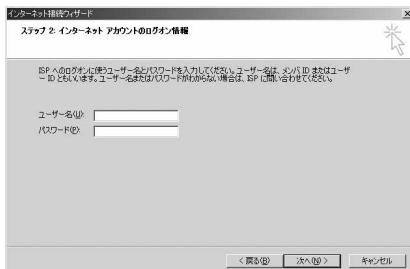 インターネット接続ウィザード
ステップ 2: インターネット アカウントのログオン情報
ISP へのログオンに使うユーザー名とパスワードを入力してください。ユーザー名は、メンバ ID またはユーザ
ー ID ともいいます。ユーザー名またはパスワードがわからない場合は、ISP に問い合わせてください。
ユーザー名(U):
パスワード(P):
< 戻る(B)
次へ(N) >
キャンセル